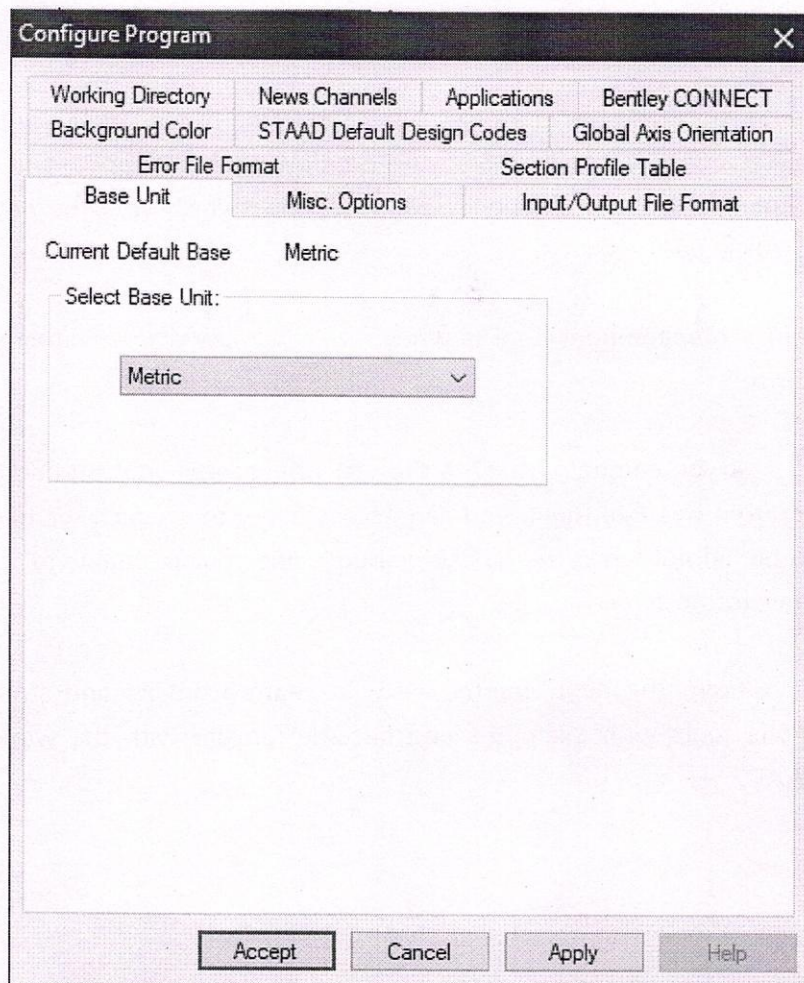 Configure Program
Working Directory News Channels Applications Bentley CONNECT
Background Color STAAD Default Design Codes Global Axis Orientation
Error File Format Section Profile Table
Base Unit Misc. Options Input/Output File Format
Current Default Base Metric
Select Base Unit:
Metric
Accept Cancel Apply Help